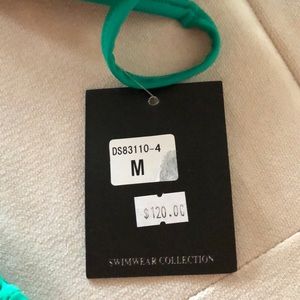 DS83110-4
M
$120.00
SWIMWEAR COLLECTION